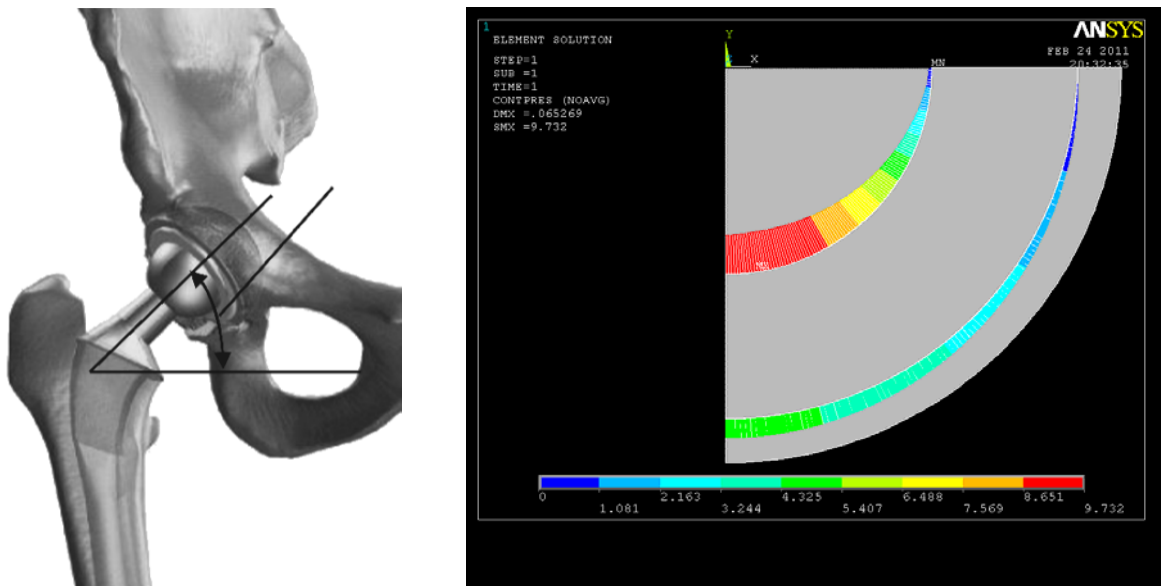 1
ANSYS
ELEMENT SOLUTION
FEB 24 2011
20:32:35
STEP=1
SUB =1
TIME=1
CONTPRES (NOAVG)
DMX =.065269
SMX =9.732
Y
X
MN
MX
0
1.081
2.163
3.244
4.325
5.407
6.488
7.569
8.651
9.732